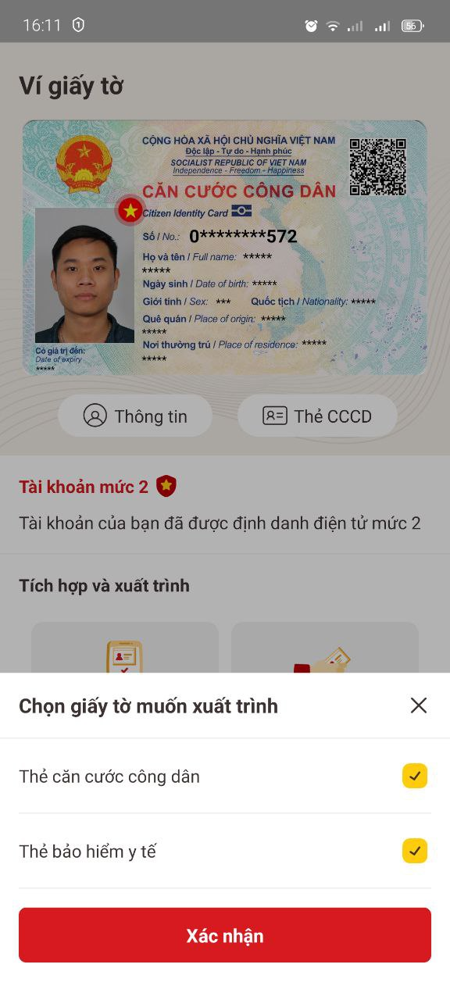 16:11
56
Ví giấy tờ
CỘNG HÒA XÃ HỘI CHỦ NGHĨA VIỆT NAM
Độc lập - Tự do - Hạnh phúc
SOCIALIST REPUBLIC OF VIET NAM
Independence - Freedom - Happiness
CĂN CƯỚC CÔNG DÂN
Citizen Identity Card
Số / No.: 0********572
Họ và tên / Full name: *****
*****
Ngày sinh / Date of birth: *****
Giới tính / Sex: *** Quốc tịch / Nationality: *****
Quê quán / Place of origin: *****
*****
Nơi thường trú / Place of residence: *****
*****
Có giá trị đến:
Date of expiry
*****
Thông tin
Thẻ CCCD
Tài khoản mức 2
Tài khoản của bạn đã được định danh điện tử mức 2
Tích hợp và xuất trình
Chọn giấy tờ muốn xuất trình
Thẻ căn cước công dân
Thẻ bảo hiểm y tế
Xác nhận